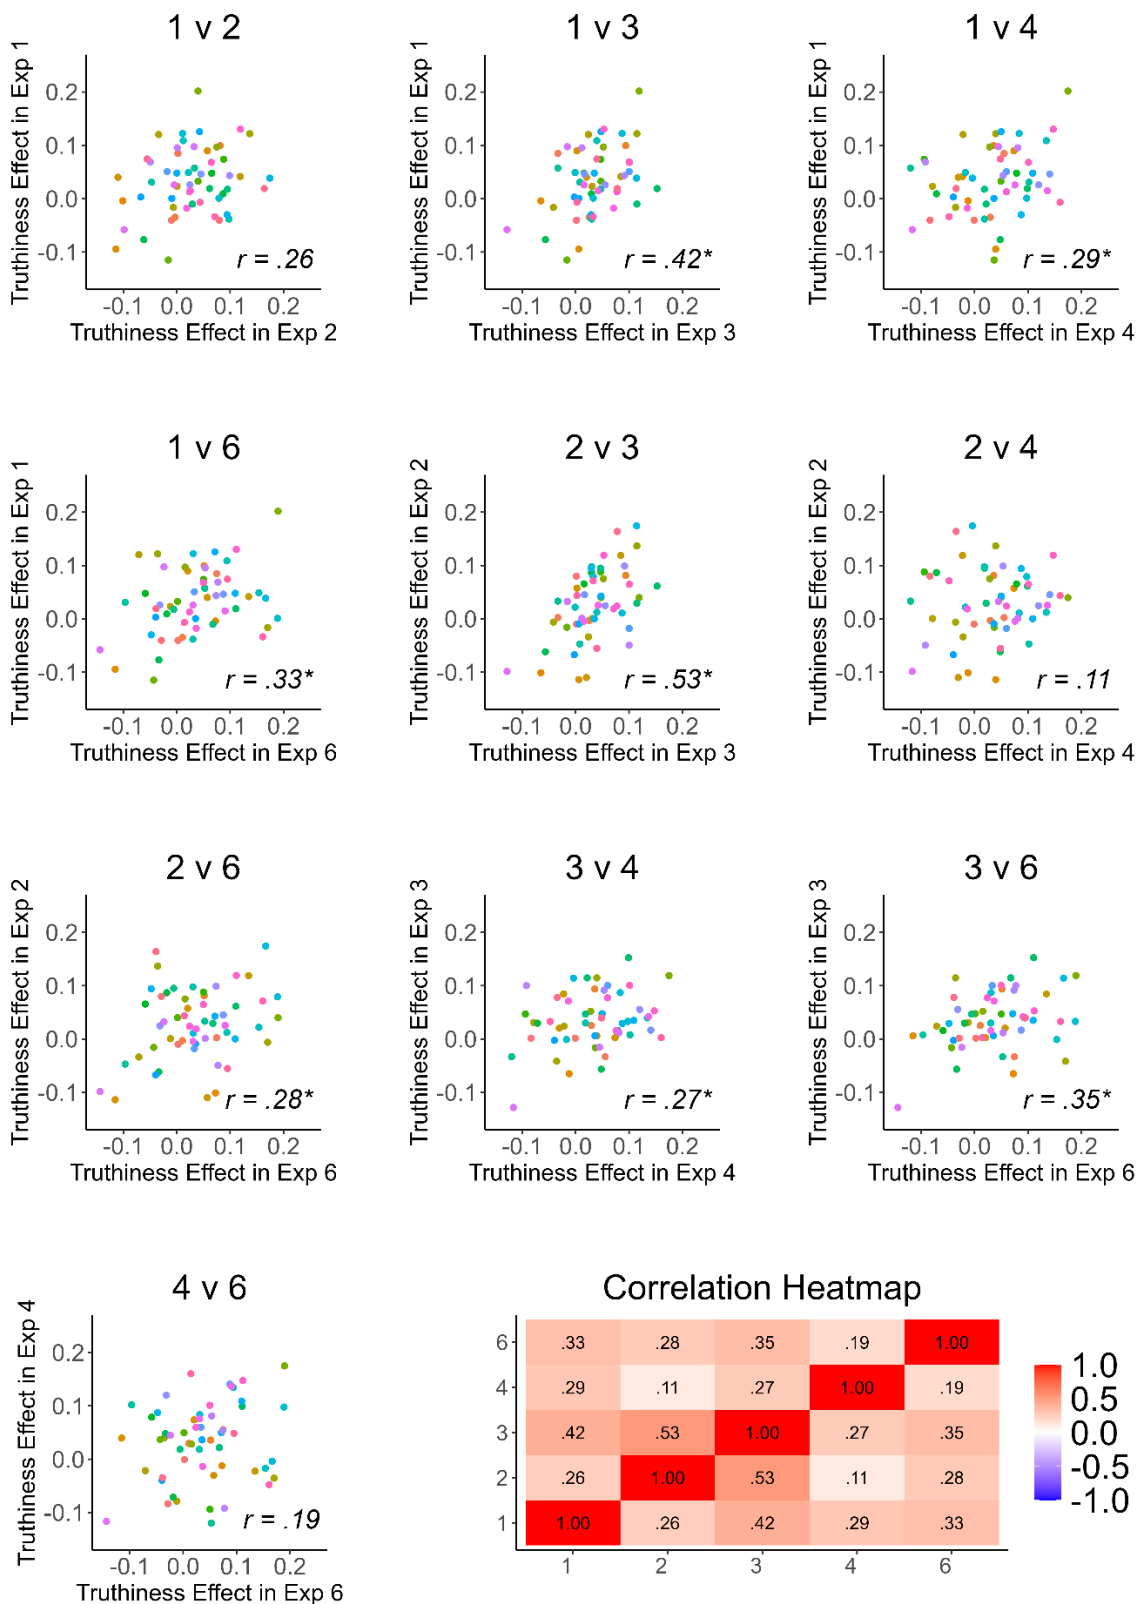 1 v 2
Truthiness Effect in Exp 1
0.2
0.1
0.0
-0.1
r = .26
-0.1 0.0 0.1 0.2
Truthiness Effect in Exp 2
1 v 3
Truthiness Effect in Exp 1
0.2
0.1
0.0
-0.1
r = .42*
-0.1 0.0 0.1 0.2
Truthiness Effect in Exp 3
1 v 4
Truthiness Effect in Exp 1
0.2
0.1
0.0
-0.1
r = .29*
-0.1 0.0 0.1 0.2
Truthiness Effect in Exp 4
1 v 6
Truthiness Effect in Exp 1
0.2
0.1
0.0
-0.1
r = .33*
-0.1 0.0 0.1 0.2
Truthiness Effect in Exp 6
2 v 3
Truthiness Effect in Exp 2
0.2
0.1
0.0
-0.1
r = .53*
-0.1 0.0 0.1 0.2
Truthiness Effect in Exp 3
2 v 4
Truthiness Effect in Exp 2
0.2
0.1
0.0
-0.1
r = .11
-0.1 0.0 0.1 0.2
Truthiness Effect in Exp 4
2 v 6
Truthiness Effect in Exp 2
0.2
0.1
0.0
-0.1
r = .28*
-0.1 0.0 0.1 0.2
Truthiness Effect in Exp 6
3 v 4
Truthiness Effect in Exp 3
0.2
0.1
0.0
-0.1
r = .27*
-0.1 0.0 0.1 0.2
Truthiness Effect in Exp 4
3 v 6
Truthiness Effect in Exp 3
0.2
0.1
0.0
-0.1
r = .35*
-0.1 0.0 0.1 0.2
Truthiness Effect in Exp 6
4 v 6
Truthiness Effect in Exp 4
0.2
0.1
0.0
-0.1
r = .19
-0.1 0.0 0.1 0.2
Truthiness Effect in Exp 6
Correlation Heatmap
6 .33 .28 .35 .19 1.00
4 .29 .11 .27 1.00 .19
3 .42 .53 1.00 .27 .35
2 .26 1.00 .53 .11 .28
1 1.00 .26 .42 .29 .33
1 2 3 4 6
1.0
0.5
0.0
-0.5
-1.0